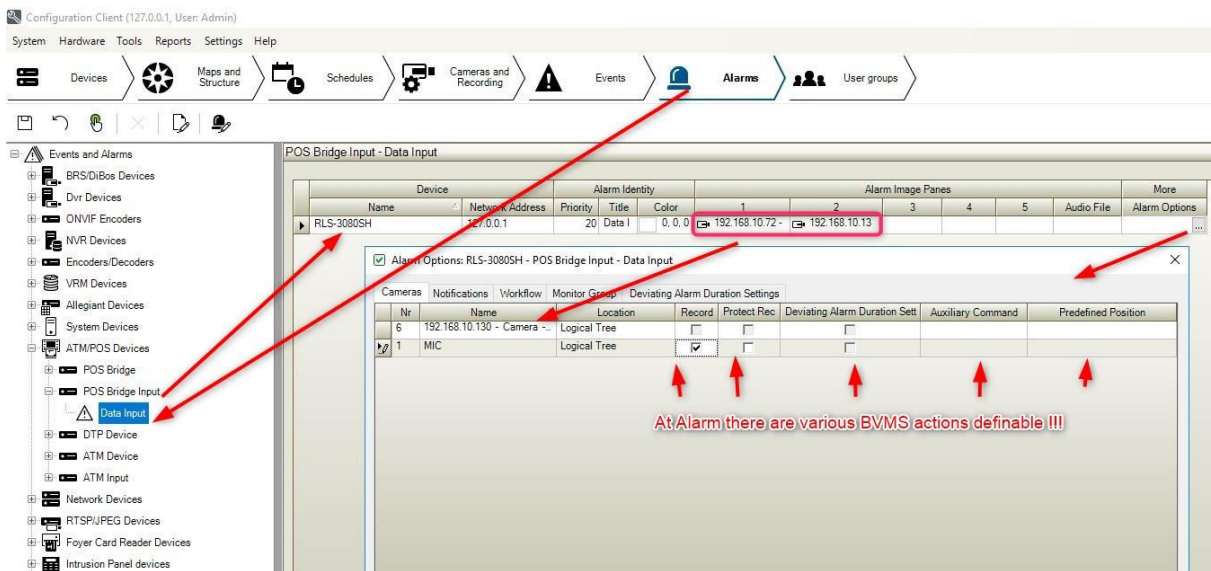 Configuration Client (127.0.0.1, User: Admin)
System Hardware Tools Reports Settings Help
Devices
Maps and Structure
Schedules
Cameras and Recording
Events
Alarms
User groups
Events and Alarms
BRS/DiBos Devices
Dvr Devices
ONVIF Encoders
NVR Devices
Encoders/Decoders
VRM Devices
Allegiant Devices
System Devices
ATM/POS Devices
POS Bridge
POS Bridge Input
Data Input
DTP Device
ATM Device
ATM Input
Network Devices
RTSP/JPEG Devices
Foyer Card Reader Devices
Intrusion Panel devices
POS Bridge Input - Data Input
Device Alarm Identity Alarm Image Panes More
Name Network Address Priority Title Color 1 2 3 4 5 Audio File Alarm Options
RLS-3080SH 127.0.0.1 20 Data I 0, 0, 0 192.168.10.72 - 192.168.10.13 ...
Alarm Options: RLS-3080SH - POS Bridge Input - Data Input
Cameras Notifications Workflow Monitor Group Deviating Alarm Duration Settings
Nr Name Location Record Protect Rec Deviating Alarm Duration Sett Auxiliary Command Predefined Position
6 192.168.10.130 - Camera -... Logical Tree
1 MIC Logical Tree
At Alarm there are various BVMS actions definable !!!